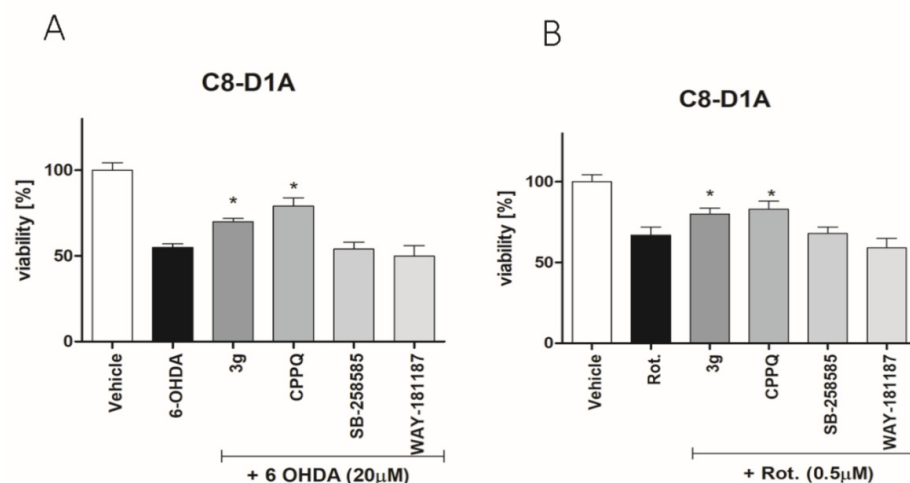 A
C8-D1A
viability [%]
100
50
0
* *
Vehicle
6-OHDA
3g
CPPQ
SB-258585
WAY-181187
+ 6 OHDA (20μM)
B
C8-D1A
viability [%]
100
50
0
* *
Vehicle
Rot.
3g
CPPQ
SB-258585
WAY-181187
+ Rot. (0.5μM)